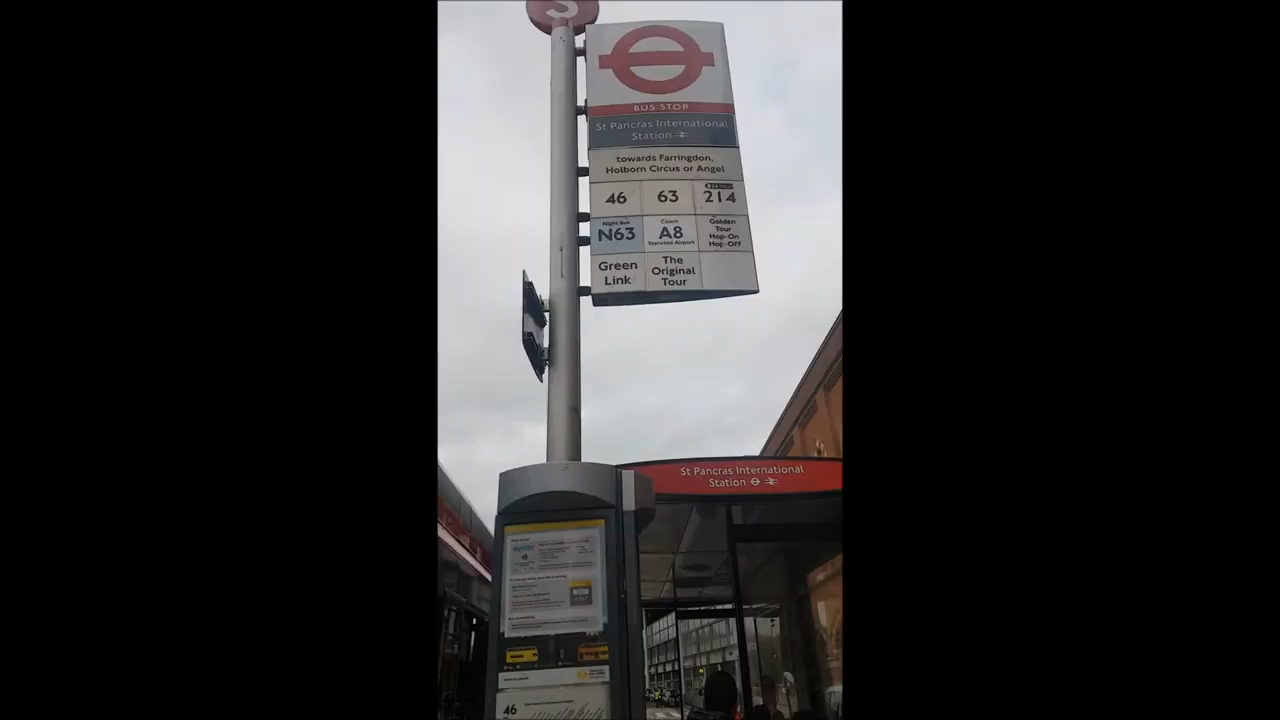 S
BUS STOP
St Pancras International
Station
towards Farringdon,
Holborn Circus or Angel
46
63
24 hour
214
Night Bus
N63
Coach
A8
Stansted Airport
Golden
Tour
Hop-On
Hop-Off
Green
Link
The
Original
Tour
St Pancras International
Station
oyster
46